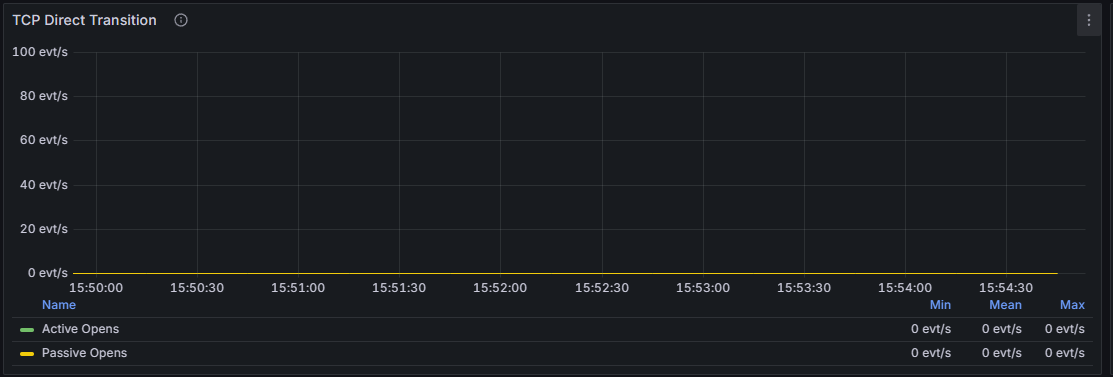 TCP Direct Transition
100 evt/s
80 evt/s
60 evt/s
40 evt/s
20 evt/s
0 evt/s
15:50:00 15:50:30 15:51:00 15:51:30 15:52:00 15:52:30 15:53:00 15:53:30 15:54:00 15:54:30
Name Min Mean Max
Active Opens 0 evt/s 0 evt/s 0 evt/s
Passive Opens 0 evt/s 0 evt/s 0 evt/s